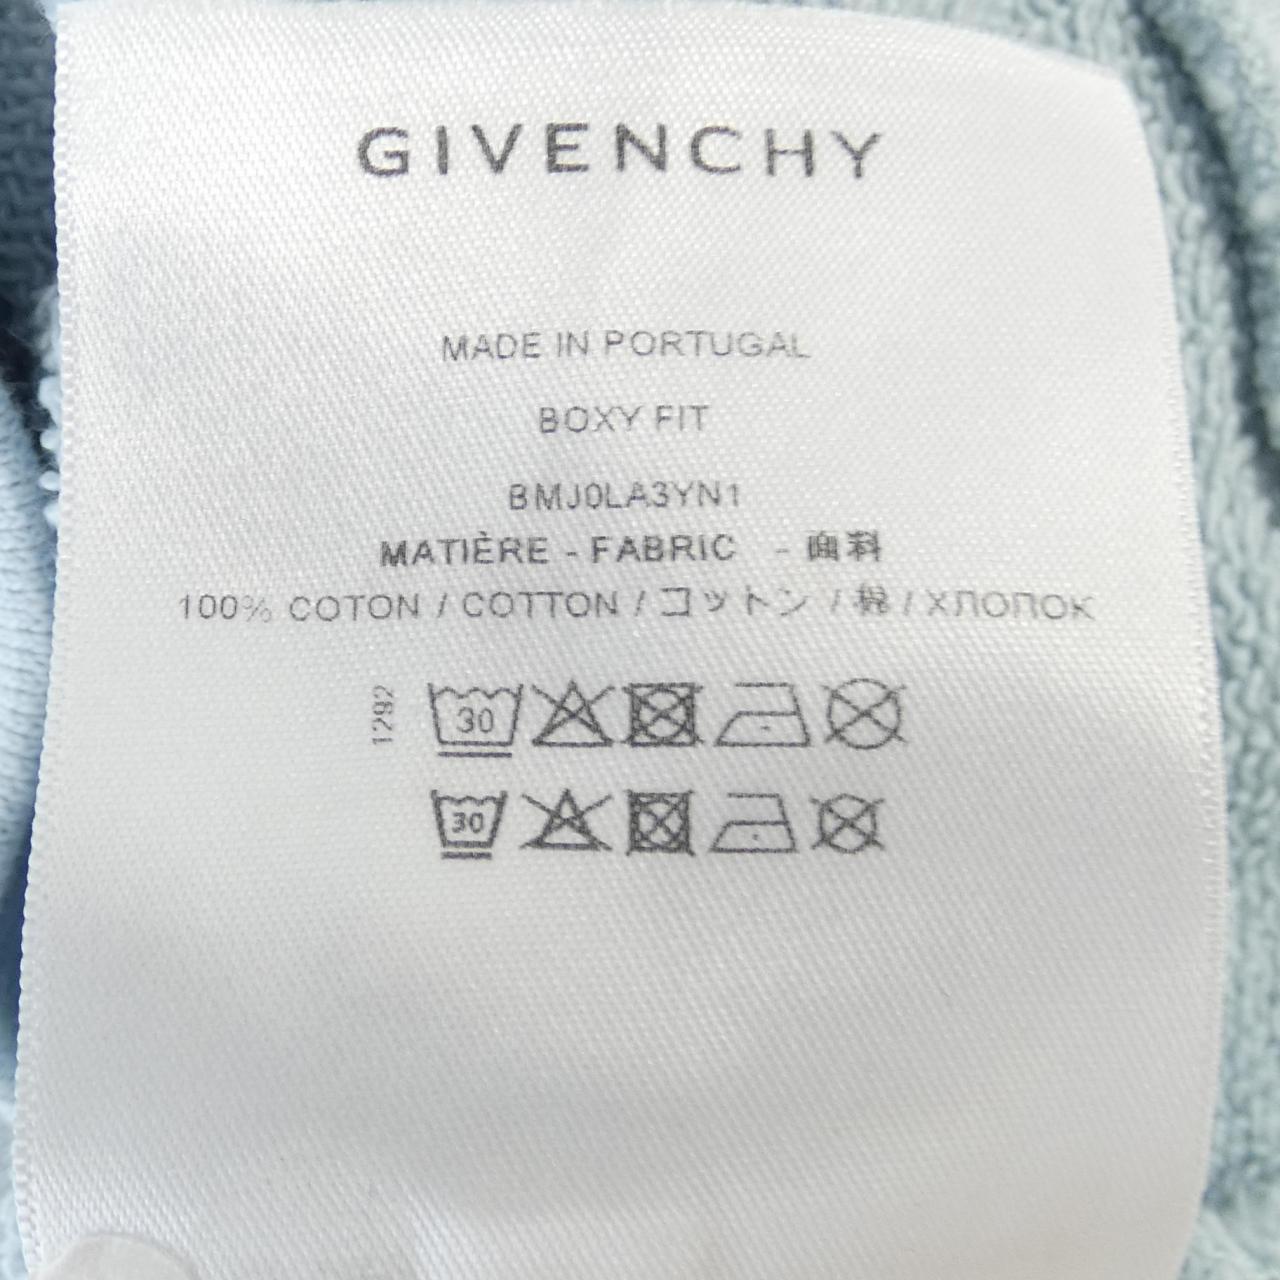 GIVENCHY
MADE IN PORTUGAL
BOXY FIT
BMJ0LA3YN1
MATIÈRE - FABRIC - 面料
100% COTON / COTTON / コットン / 棉 / ХЛОПОК
1292
30
30